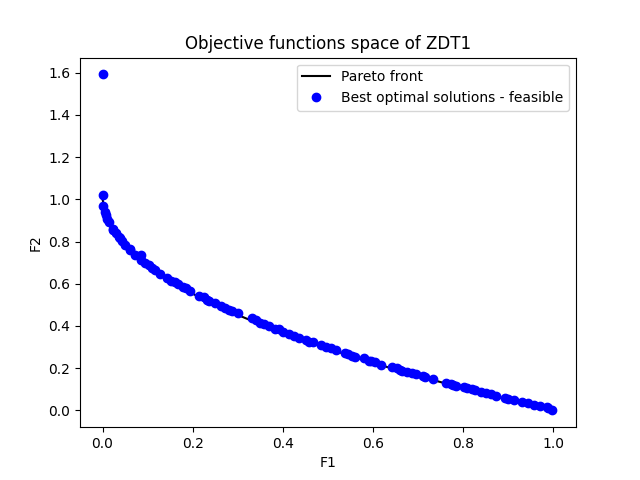 Objective functions space of ZDT1
Pareto front
Best optimal solutions - feasible
1.6
1.4
1.2
1.0
0.8
0.6
0.4
0.2
0.0
F2
0.0 0.2 0.4 0.6 0.8 1.0
F1